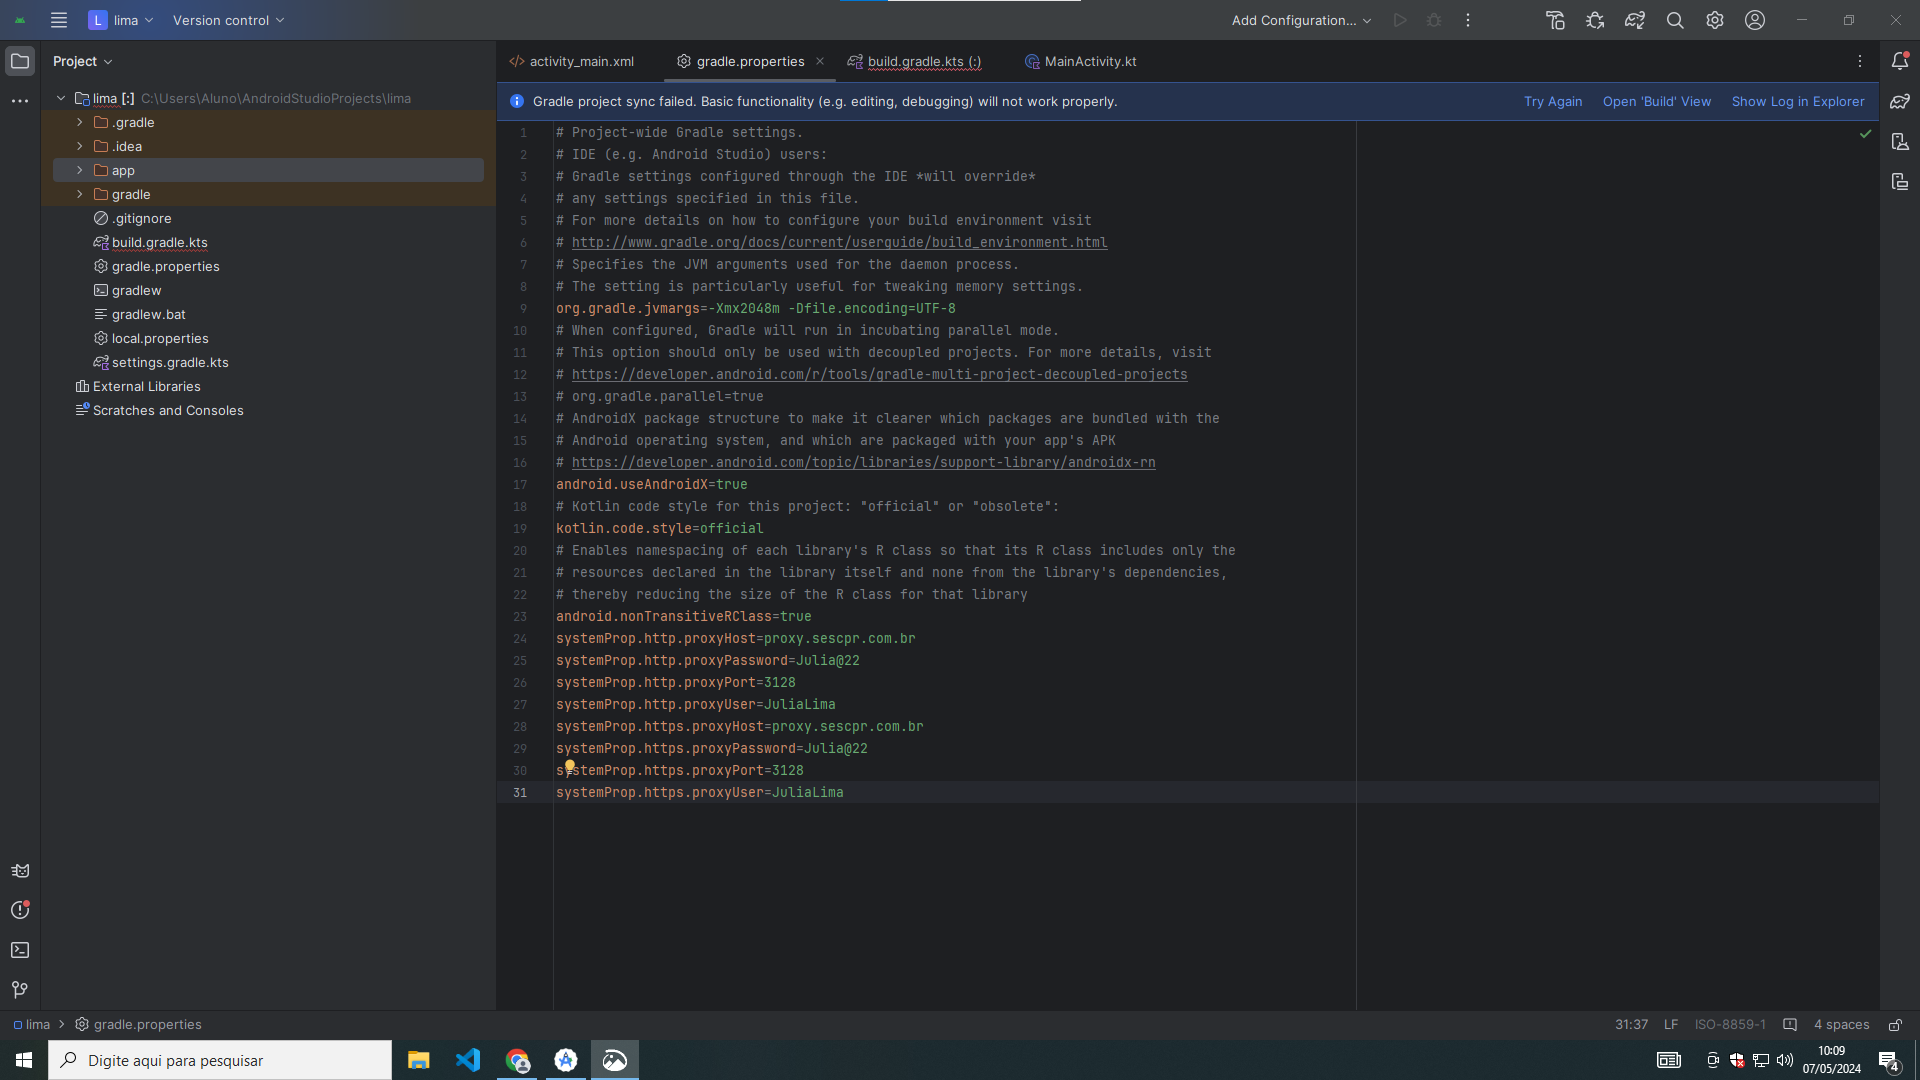 L lima Version control Add Configuration...
Project
activity_main.xml gradle.properties build.gradle.kts (:) MainActivity.kt
lima [:] C:\Users\Aluno\AndroidStudioProjects\lima
.gradle
.idea
app
gradle
.gitignore
build.gradle.kts
gradle.properties
gradlew
gradlew.bat
local.properties
settings.gradle.kts
External Libraries
Scratches and Consoles
Gradle project sync failed. Basic functionality (e.g. editing, debugging) will not work properly. Try Again Open 'Build' View Show Log in Explorer
1 # Project-wide Gradle settings.
2 # IDE (e.g. Android Studio) users:
3 # Gradle settings configured through the IDE *will override*
4 # any settings specified in this file.
5 # For more details on how to configure your build environment visit
6 # http://www.gradle.org/docs/current/userguide/build_environment.html
7 # Specifies the JVM arguments used for the daemon process.
8 # The setting is particularly useful for tweaking memory settings.
9 org.gradle.jvmargs=-Xmx2048m -Dfile.encoding=UTF-8
10 # When configured, Gradle will run in incubating parallel mode.
11 # This option should only be used with decoupled projects. For more details, visit
12 # https://developer.android.com/r/tools/gradle-multi-project-decoupled-projects
13 # org.gradle.parallel=true
14 # AndroidX package structure to make it clearer which packages are bundled with the
15 # Android operating system, and which are packaged with your app's APK
16 # https://developer.android.com/topic/libraries/support-library/androidx-rn
17 android.useAndroidX=true
18 # Kotlin code style for this project: "official" or "obsolete":
19 kotlin.code.style=official
20 # Enables namespacing of each library's R class so that its R class includes only the
21 # resources declared in the library itself and none from the library's dependencies,
22 # thereby reducing the size of the R class for that library
23 android.nonTransitiveRClass=true
24 systemProp.http.proxyHost=proxy.sescpr.com.br
25 systemProp.http.proxyPassword=Julia@22
26 systemProp.http.proxyPort=3128
27 systemProp.http.proxyUser=JuliaLima
28 systemProp.https.proxyHost=proxy.sescpr.com.br
29 systemProp.https.proxyPassword=Julia@22
30 systemProp.https.proxyPort=3128
31 systemProp.https.proxyUser=JuliaLima
lima gradle.properties 31:37 LF ISO-8859-1 4 spaces
Digite aqui para pesquisar
10:09
07/05/2024
4